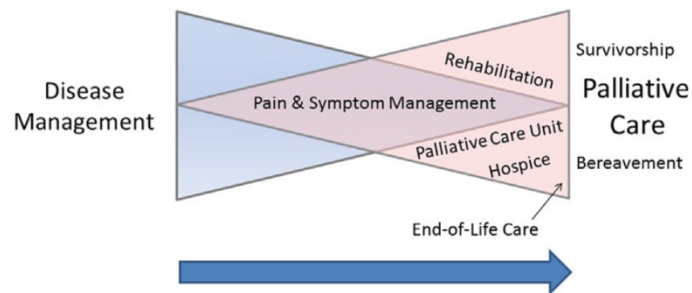 Disease
Management
Pain & Symptom Management
Rehabilitation
Palliative Care Unit
Hospice
End-of-Life Care
Survivorship
Palliative
Care
Bereavement